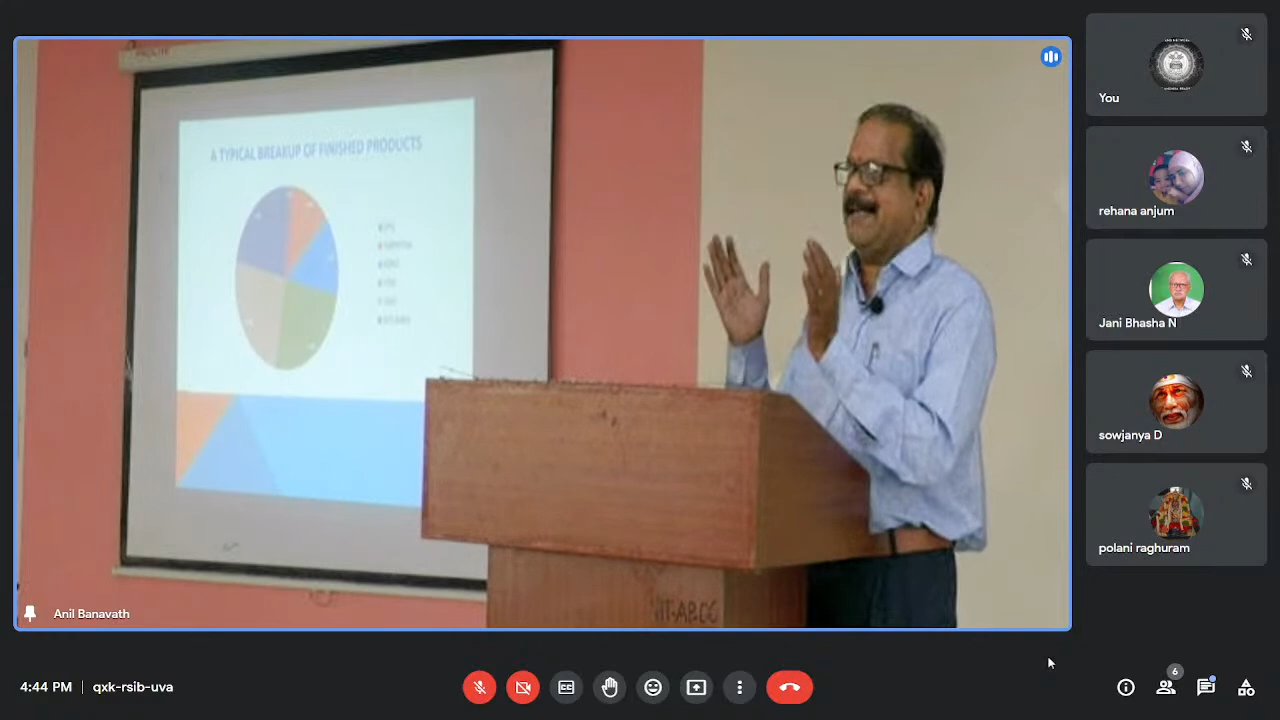 A TYPICAL BREAKUP OF FINISHED PRODUCTS
Anil Banavath
You
rehana anjum
Jani Bhasha N
sowjanya D
polani raghuram
4:44 PM
qxk-rsib-uva
6